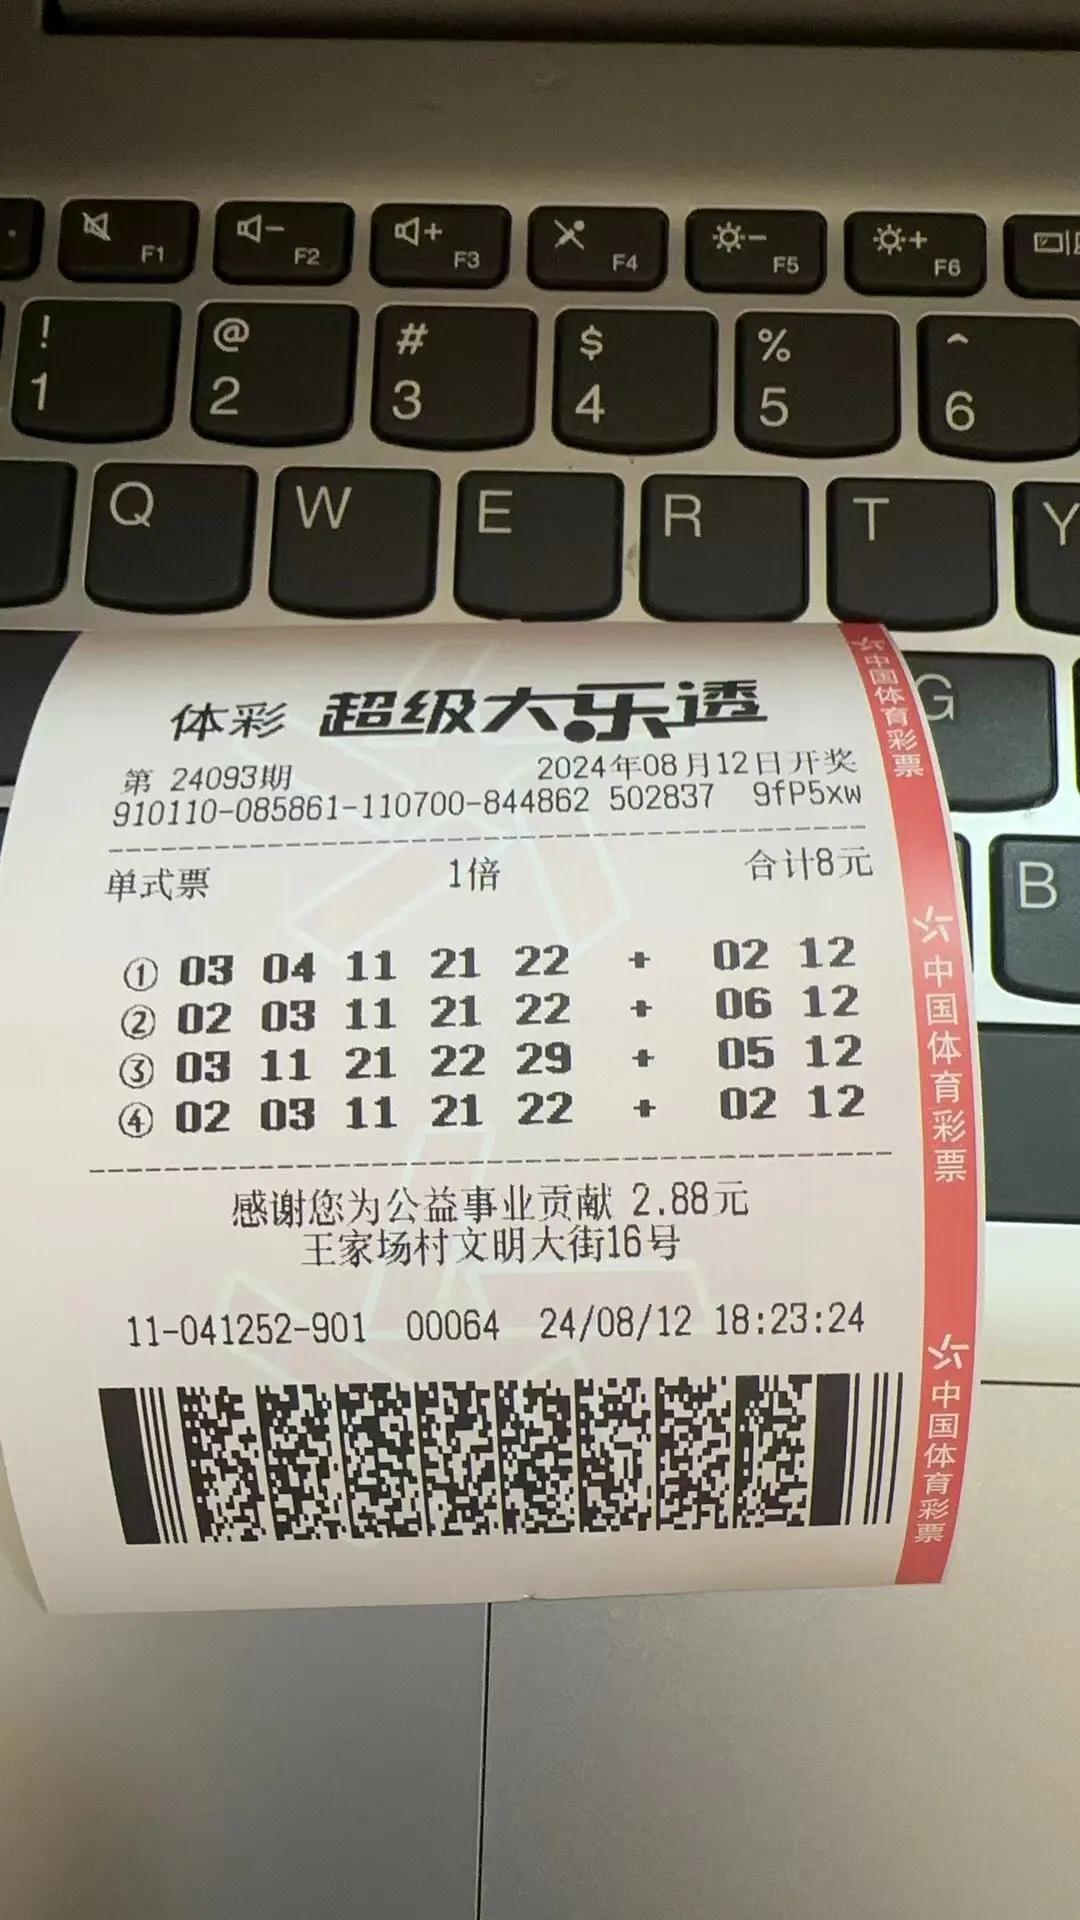 F1 F2 F3 F4 F5 F6
! @ # $ % ^
1 2 3 4 5 6
Q W E R T Y
G
B
体彩 超级大乐透
第 24093期 2024年08月12日开奖
910110-085861-110700-844862 502837 9fP5xw
单式票 1倍 合计8元
① 03 04 11 21 22 + 02 12
② 02 03 11 21 22 + 06 12
③ 03 11 21 22 29 + 05 12
④ 02 03 11 21 22 + 02 12
感谢您为公益事业贡献 2.88元
王家场村文明大街16号
11-041252-901 00064 24/08/12 18:23:24
中国体育彩票
中国体育彩票
中国体育彩票